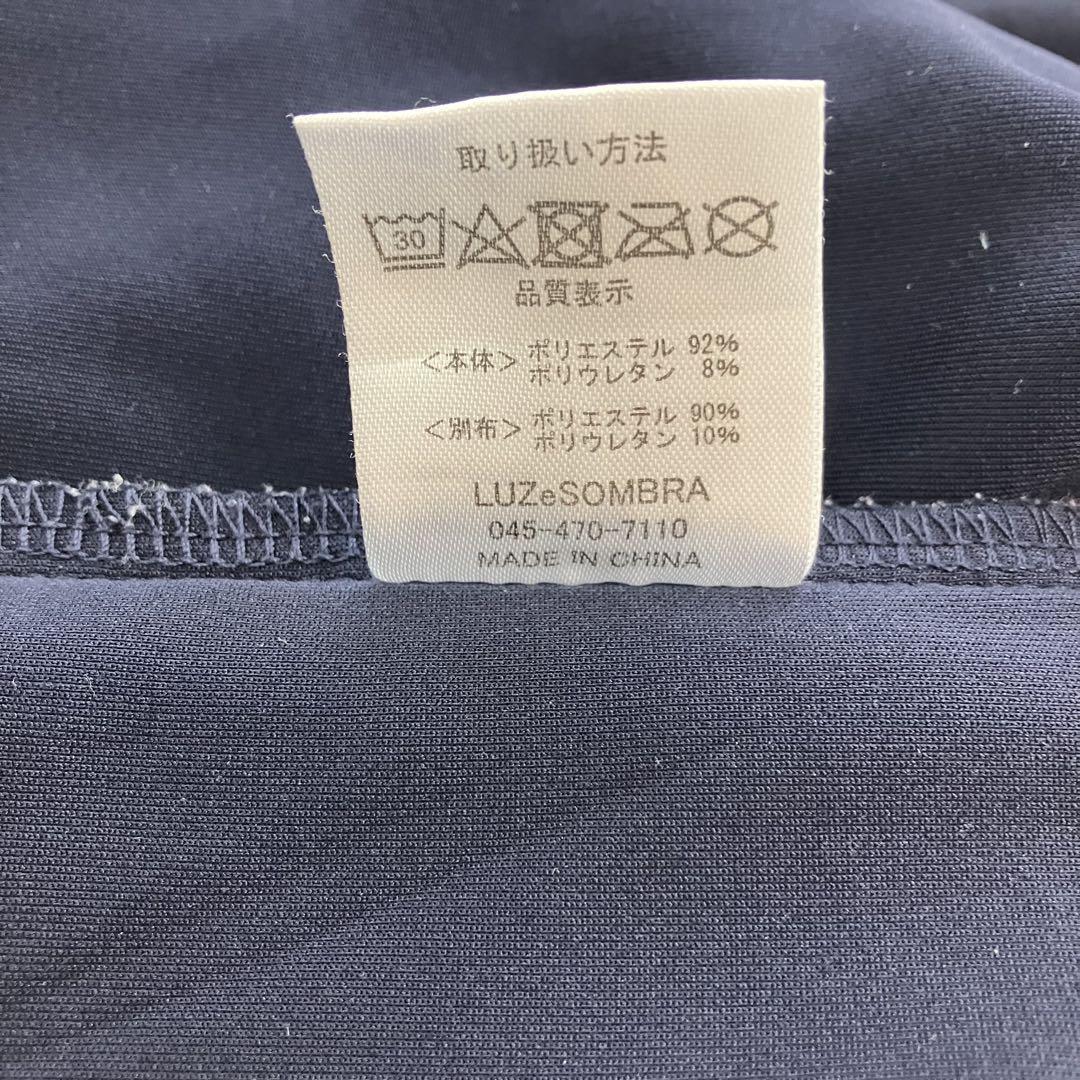 取り扱い方法
30
品質表示
<本体> ポリエステル 92%
ポリウレタン 8%
<別布> ポリエステル 90%
ポリウレタン 10%
LUZeSOMBRA
045-470-7110
MADE IN CHINA